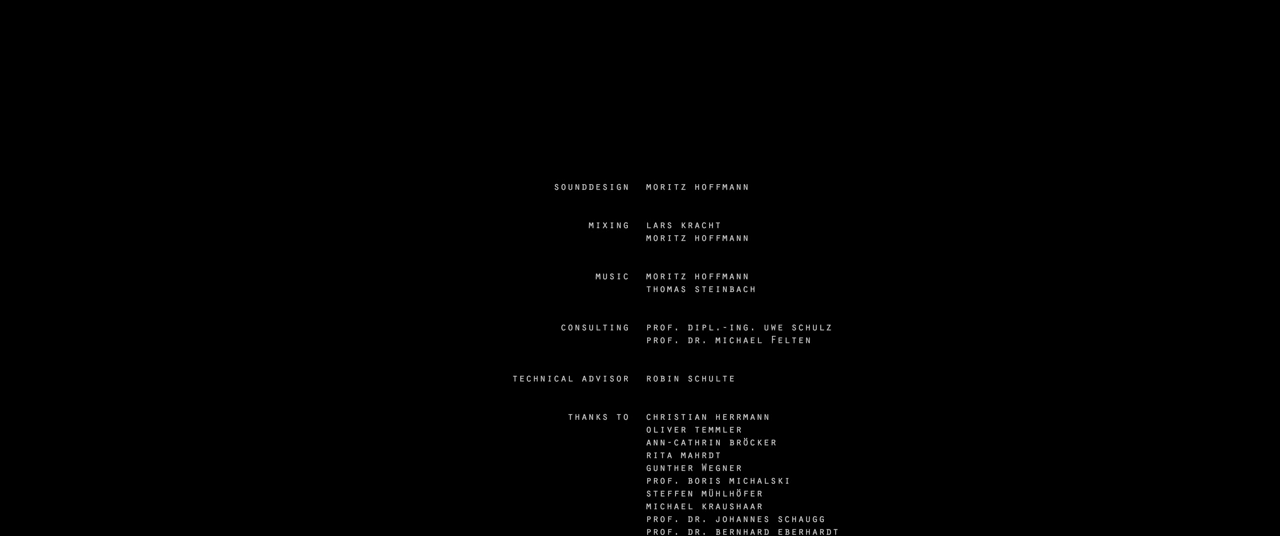 SOUNDDESIGN MORITZ HOFFMANN
MIXING LARS KRACHT
MORITZ HOFFMANN
MUSIC MORITZ HOFFMANN
THOMAS STEINBACH
CONSULTING PROF. DIPL.-ING. UWE SCHULZ
PROF. DR. MICHAEL FELTEN
TECHNICAL ADVISOR ROBIN SCHULTE
THANKS TO CHRISTIAN HERRMANN
OLIVER TEMMLER
ANN-CATHRIN BRÖCKER
RITA MAHRDT
GUNTHER WEGNER
PROF. BORIS MICHALSKI
STEFFEN MÜHLHÖFER
MICHAEL KRAUSHAAR
PROF. DR. JOHANNES SCHAUGG
PROF. DR. BERNHARD EBERHARDT